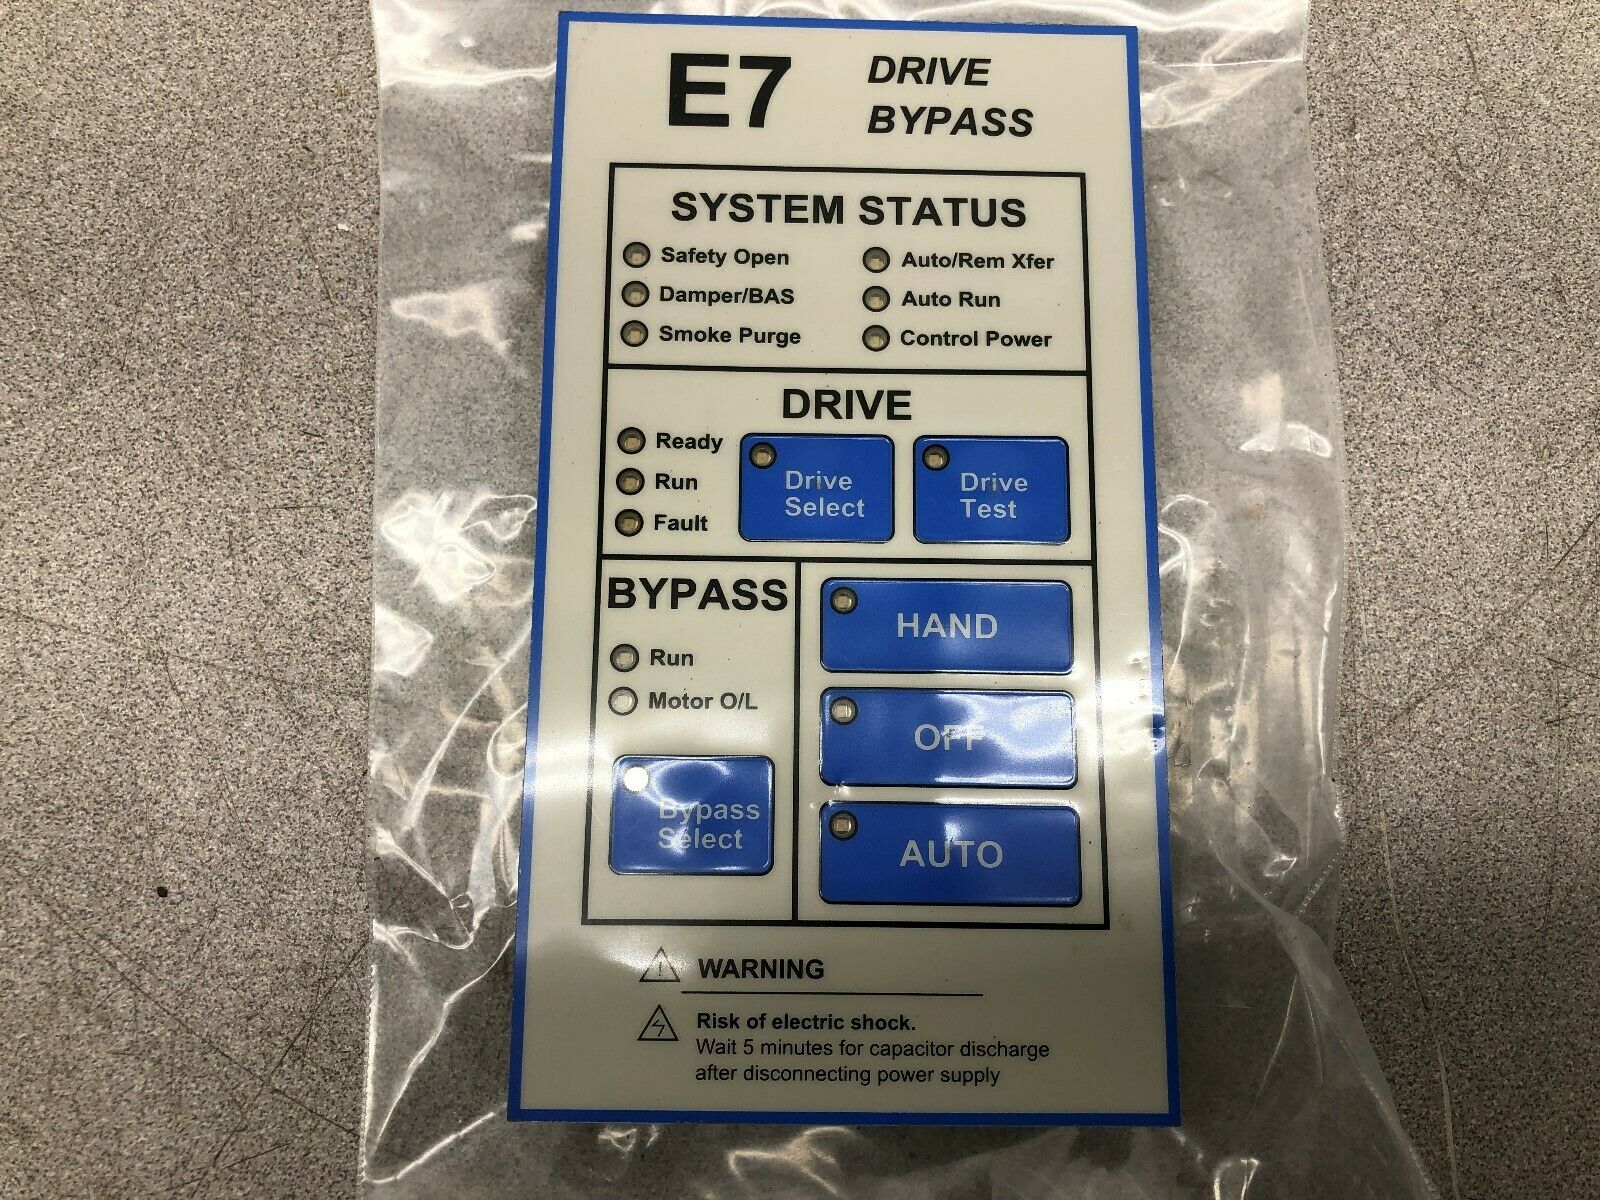 E7
DRIVE
BYPASS
SYSTEM STATUS
Safety Open
Auto/Rem Xfer
Damper/BAS
Auto Run
Smoke Purge
Control Power
DRIVE
Ready
Run
Fault
Drive
Select
Drive
Test
BYPASS
Run
Motor O/L
Bypass
Select
HAND
OFF
AUTO
WARNING
Risk of electric shock.
Wait 5 minutes for capacitor discharge
after disconnecting power supply